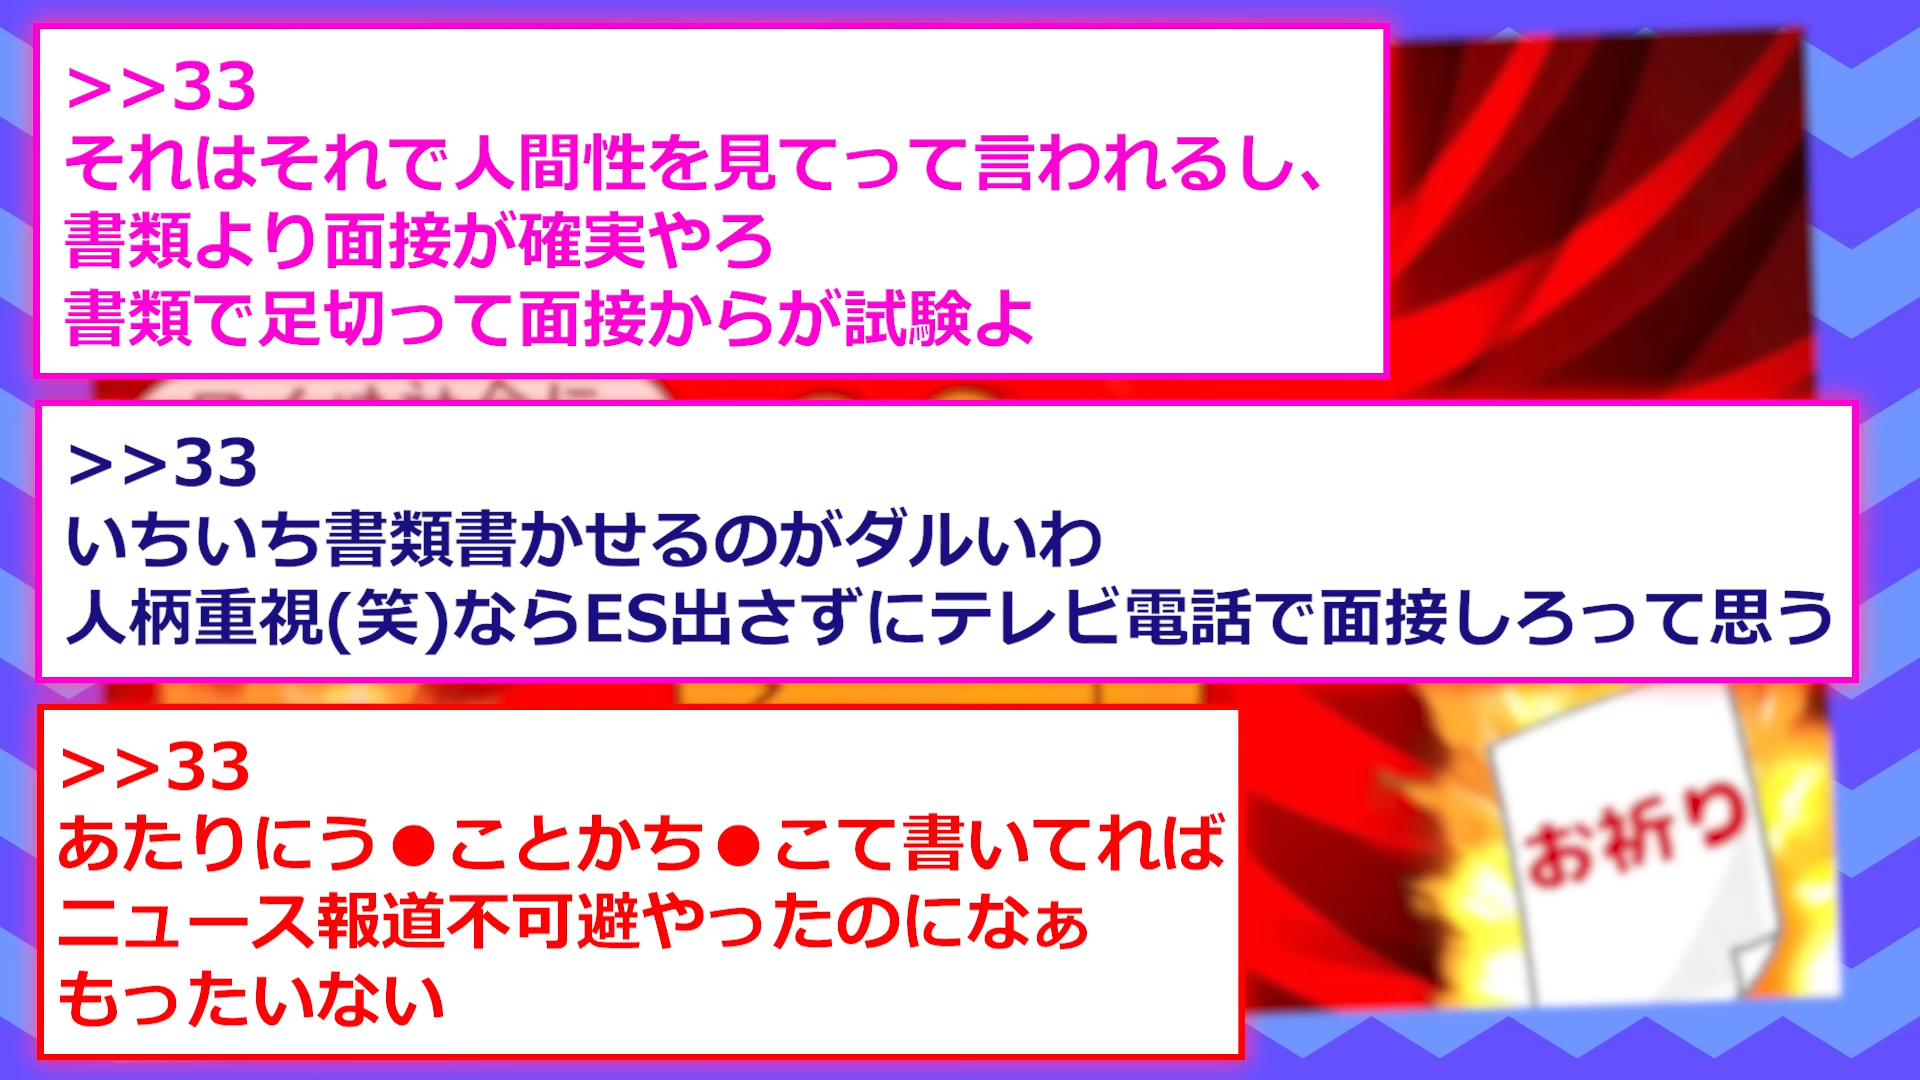 >>33
それはそれで人間性を見てって言われるし、
書類より面接が確実やろ
書類で足切って面接からが試験よ
>>33
いちいち書類書かせるのがダルいわ
人柄重視(笑)ならES出さずにテレビ電話で面接しろって思う
>>33
あたりにう●ことかち●こて書いてれば
ニュース報道不可避やったのになぁ
もったいない
お祈り